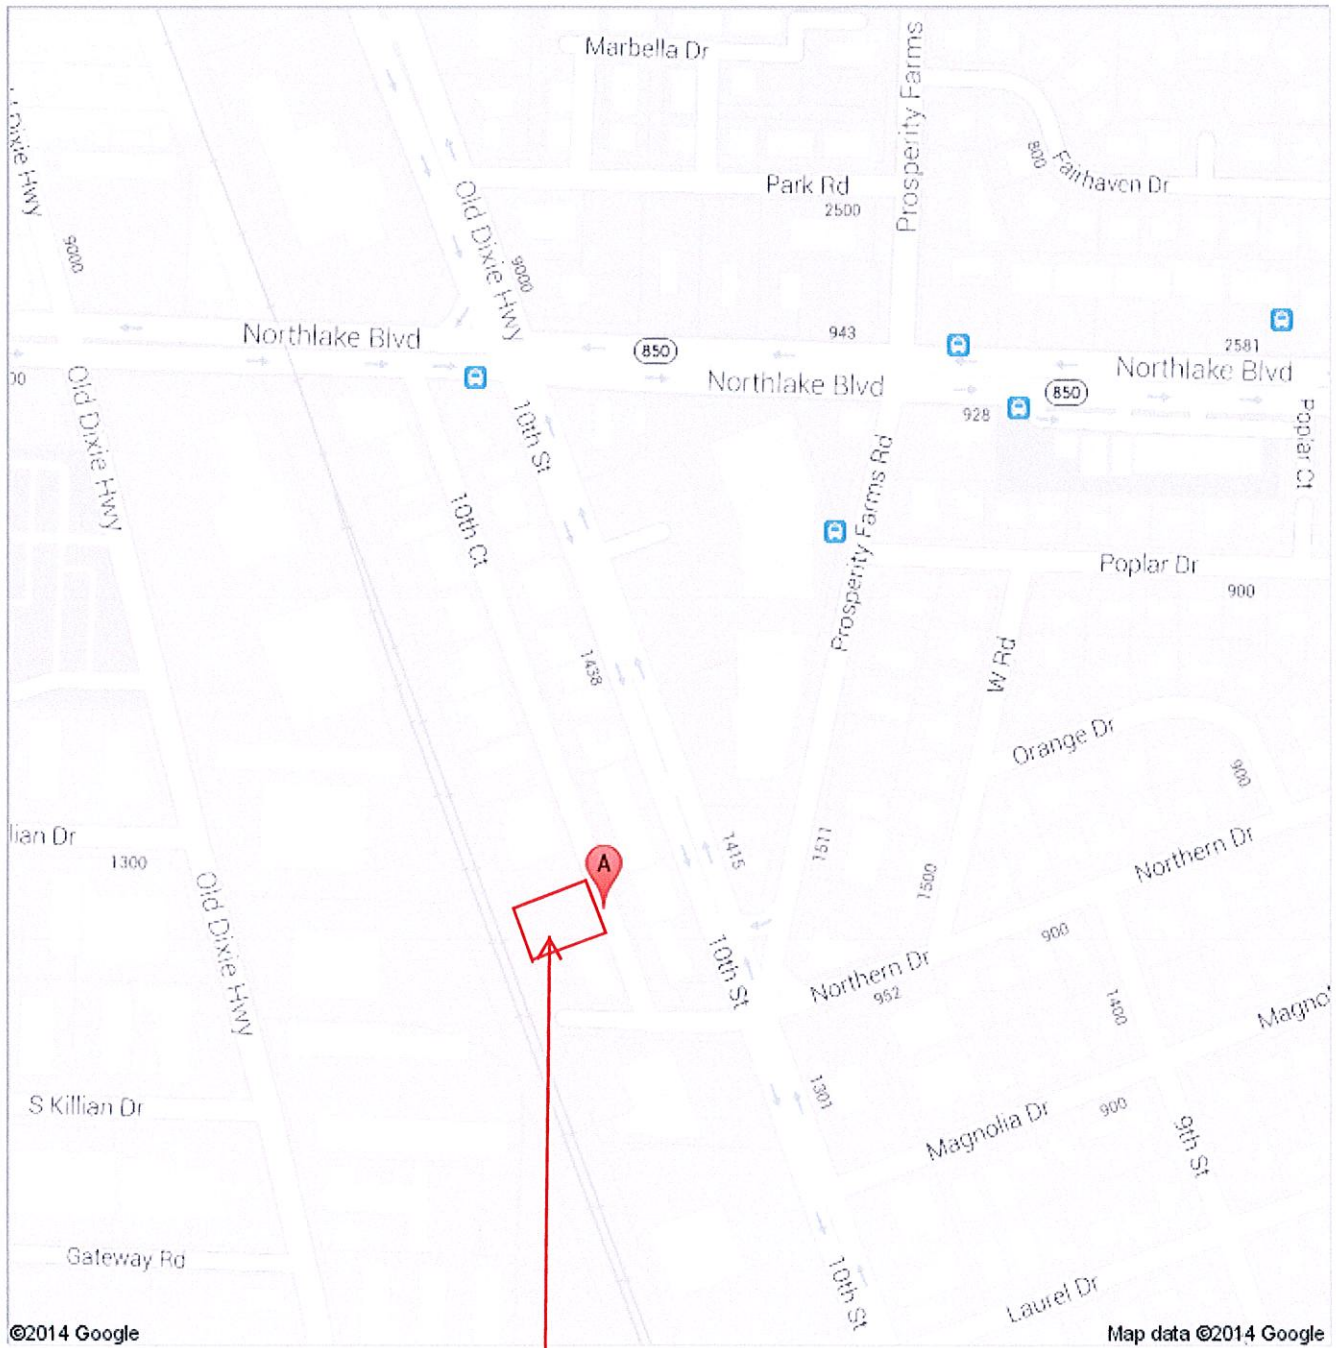 Marbella Dr
Prosperity Farms
Dixie Hwy
800
Fairhaven Dr
Park Rd
2500
Old Dixie Hwy
9000
9000
Northlake Blvd
850
943
2581
Northlake Blvd
Northlake Blvd
850
928
00
Old Dixie Hwy
10th St
Poplar Ct
10th Ct
Prosperity Farms Rd
Poplar Dr
900
1438
W Rd
Orange Dr
900
lian Dr
1300
1415
1511
Northern Dr
A
1500
Old Dixie Hwy
900
10th St
Northern Dr
952
1400
Magnol
S Killian Dr
1301
Magnolia Dr
900
9th St
Gateway Rd
10th St
Laurel Dr
©2014 Google
Map data ©2014 Google